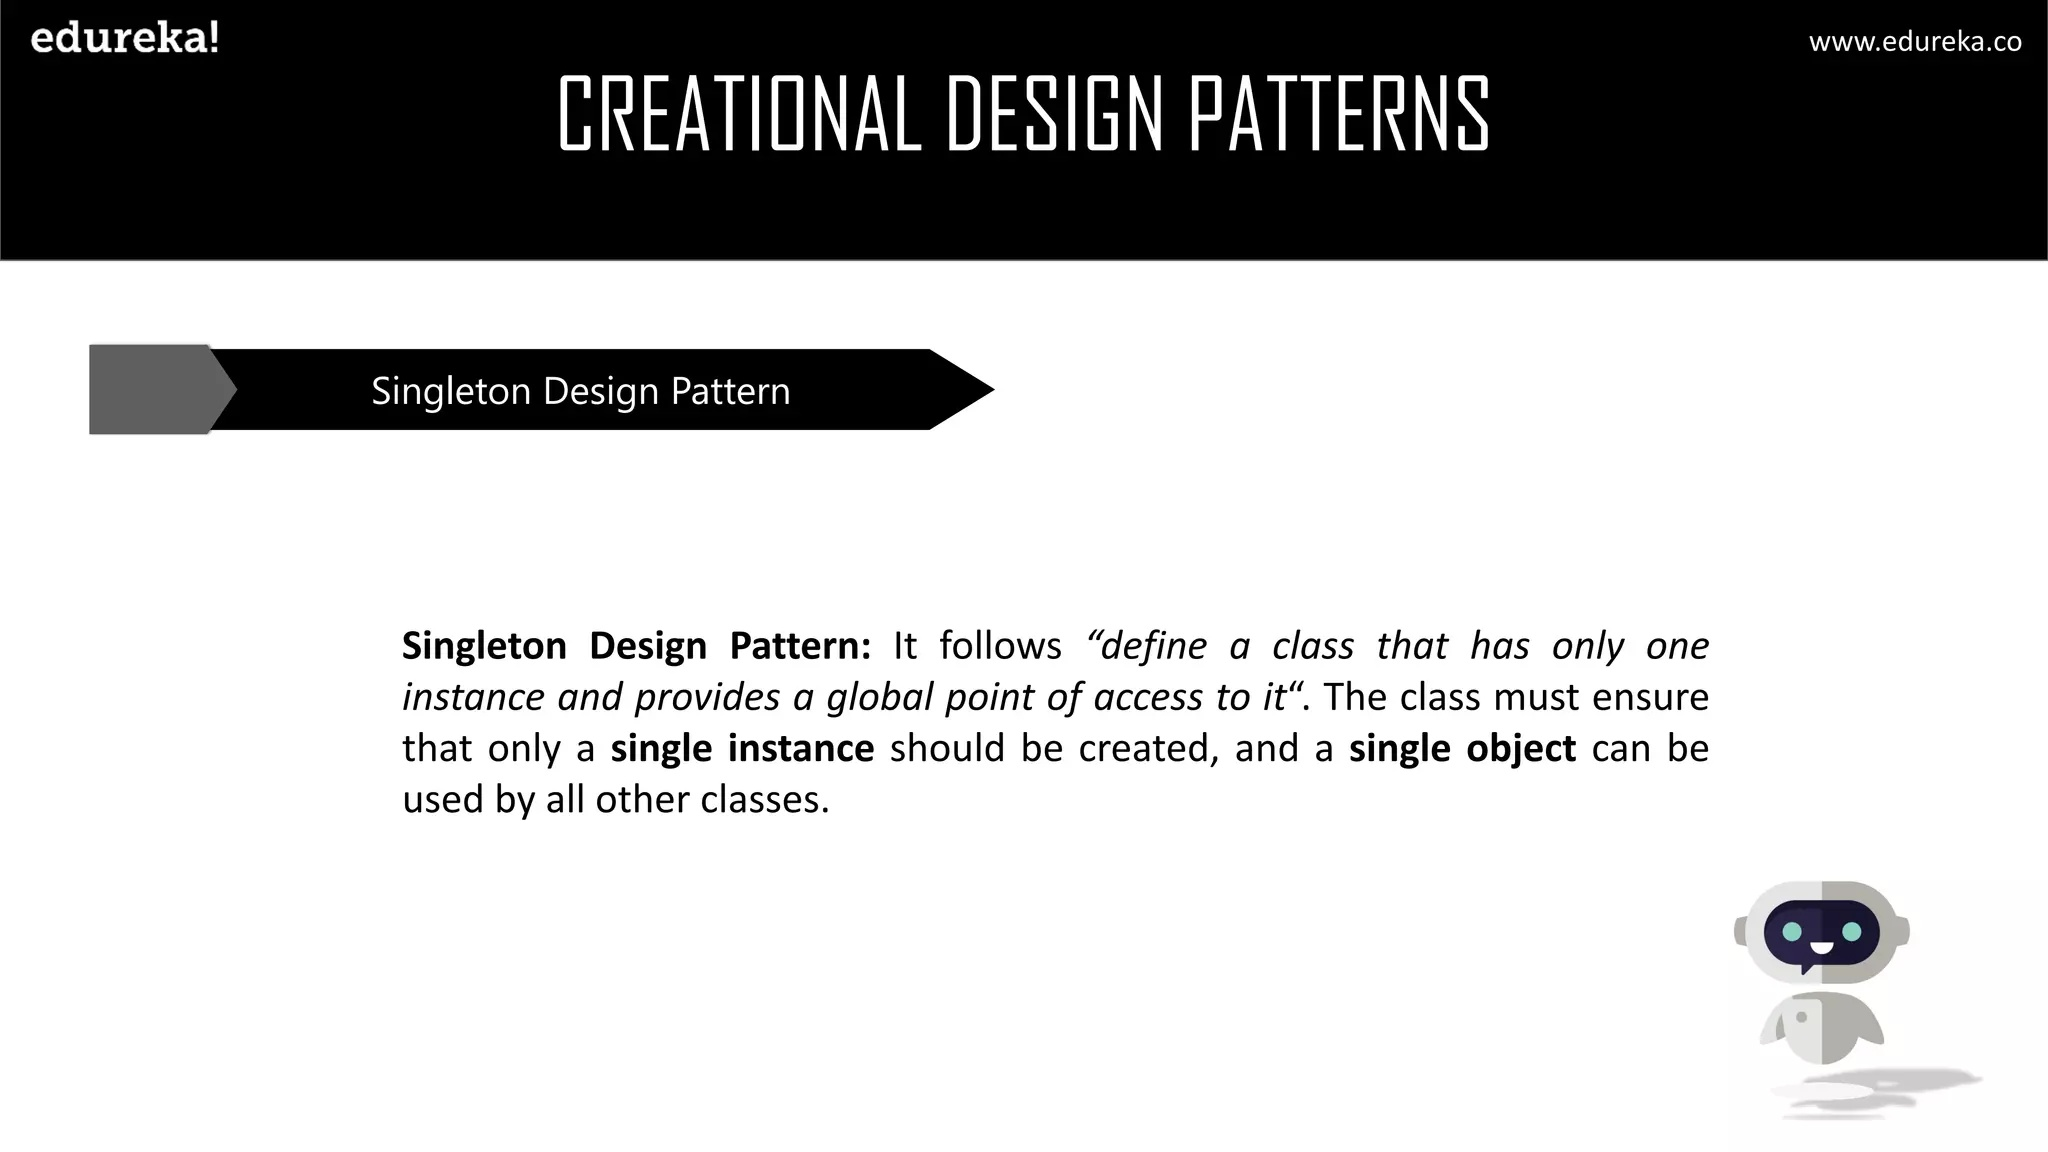 edureka!
www.edureka.co
CREATIONAL DESIGN PATTERNS
Singleton Design Pattern
Singleton Design Pattern: It follows “define a class that has only one
instance and provides a global point of access to it“. The class must ensure
that only a single instance should be created, and a single object can be
used by all other classes.